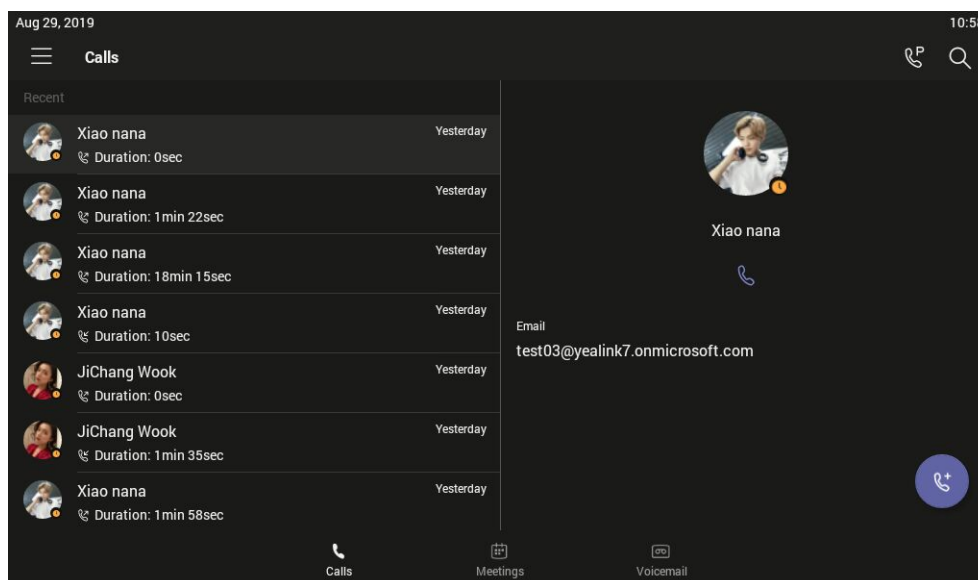 Aug 29, 2019
10:58
Calls
P
Recent
Xiao nana
Yesterday
Duration: 0sec
Xiao nana
Yesterday
Duration: 1min 22sec
Xiao nana
Yesterday
Duration: 18min 15sec
Xiao nana
Yesterday
Duration: 10sec
JiChang Wook
Yesterday
Duration: 0sec
JiChang Wook
Yesterday
Duration: 1min 35sec
Xiao nana
Yesterday
Duration: 1min 58sec
Xiao nana
Email
test03@yealink7.onmicrosoft.com
Calls
Meetings
Voicemail